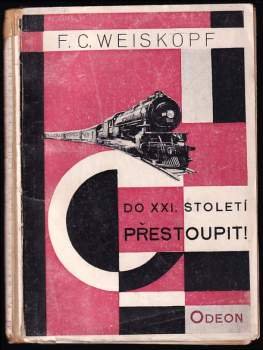 F. C. WEISKOPF
DO XXI. STOLETÍ
PŘESTOUPIT!
ODEON